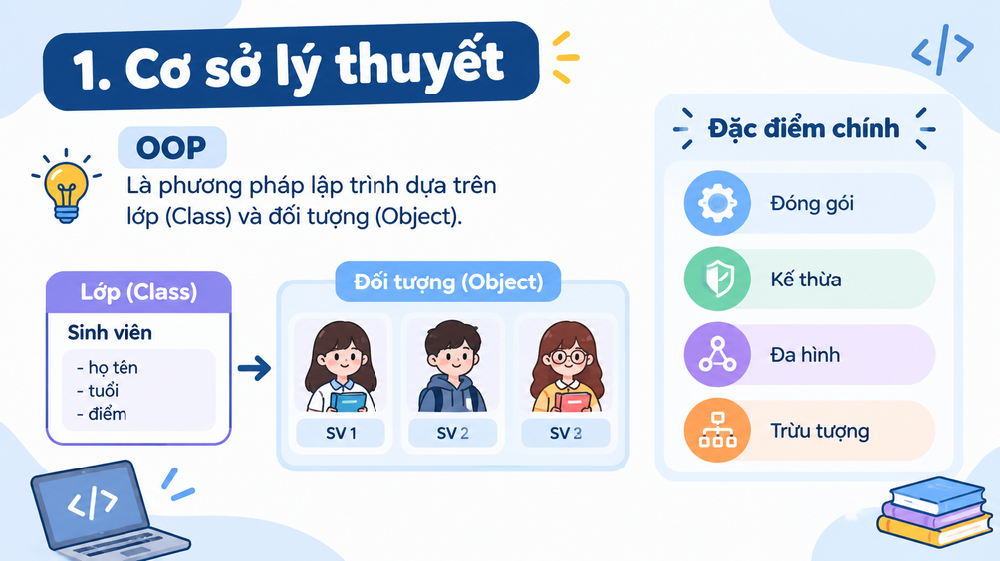 1. Cơ sở lý thuyết
OOP
Là phương pháp lập trình dựa trên
lớp (Class) và đối tượng (Object).
Lớp (Class)
Sinh viên
- họ tên
- tuổi
- điểm
Đối tượng (Object)
SV 1
SV 2
SV
Đặc điểm chính
Đóng gói
Kế thừa
Đa hình
Trừu tượng